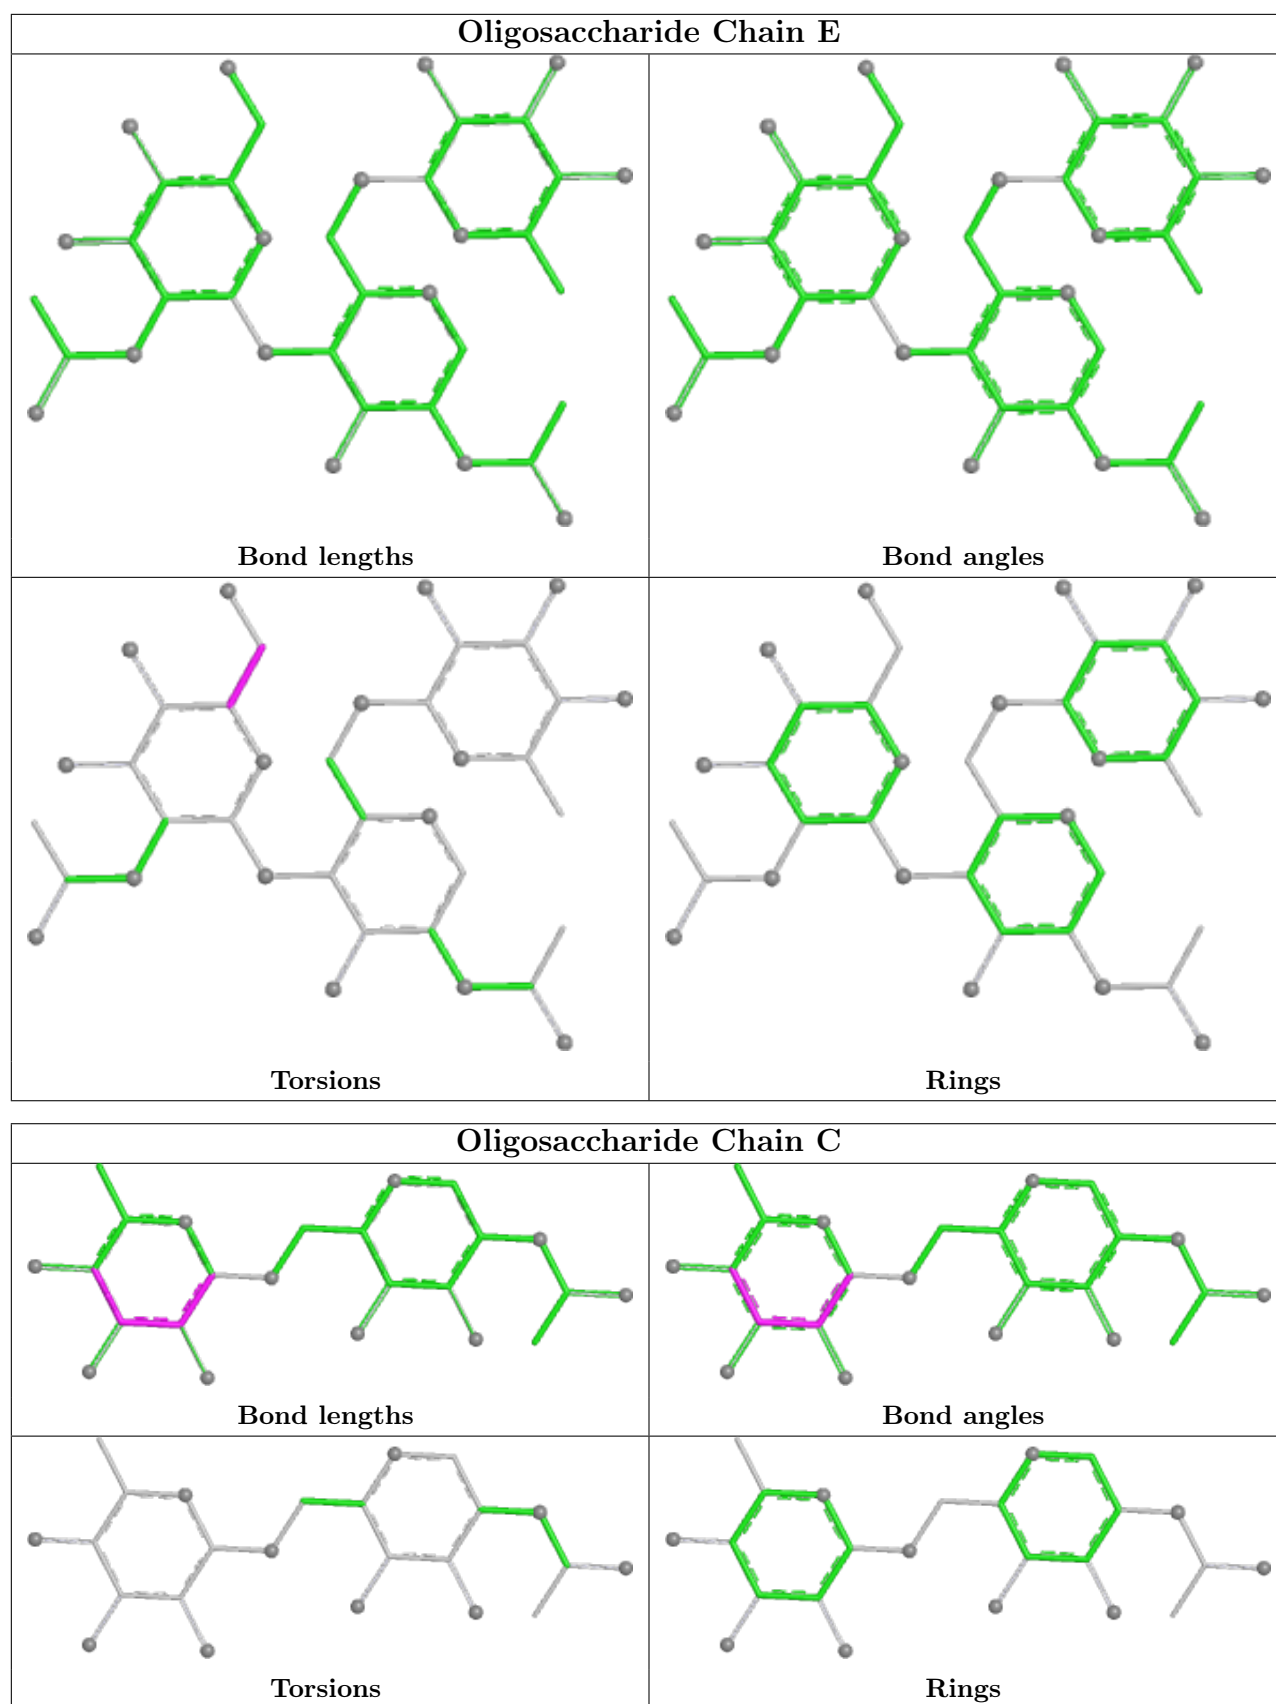 Oligosaccharide Chain E
Bond lengths
Bond angles
Torsions
Rings
Oligosaccharide Chain C
Bond lengths
Bond angles
Torsions
Rings